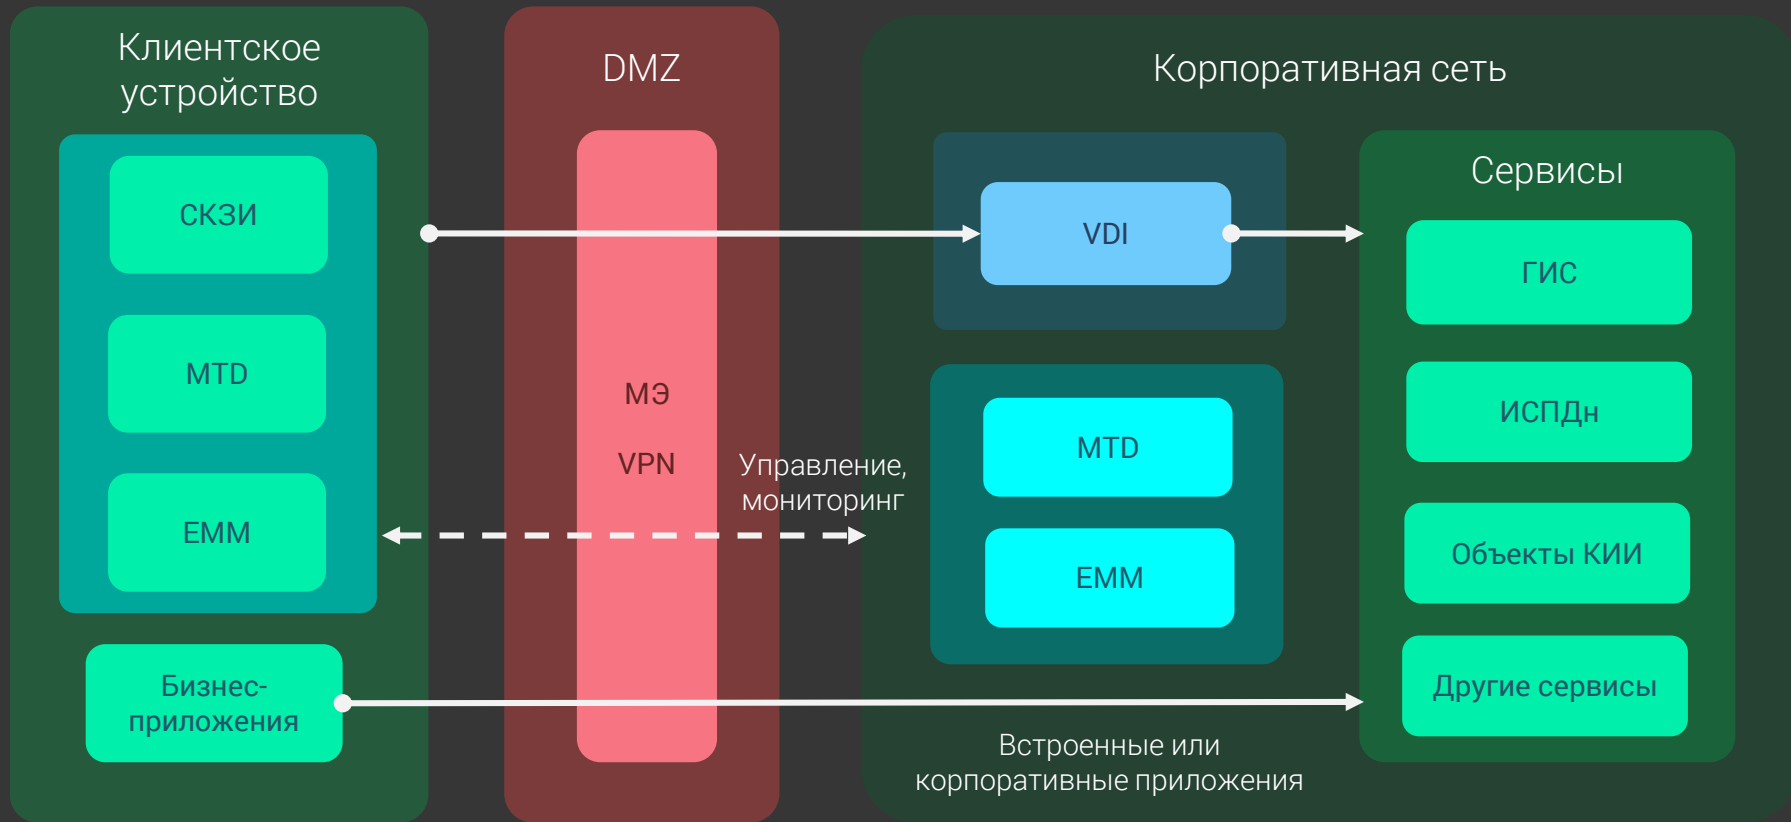 Клиентское
устройство
СКЗИ
MTD
EMM
Бизнес-
приложения
DMZ
МЭ
VPN
Управление,
мониторинг
Корпоративная сеть
VDI
MTD
EMM
Встроенные или
корпоративные приложения
Сервисы
ГИС
ИСПДн
Объекты КИИ
Другие сервисы